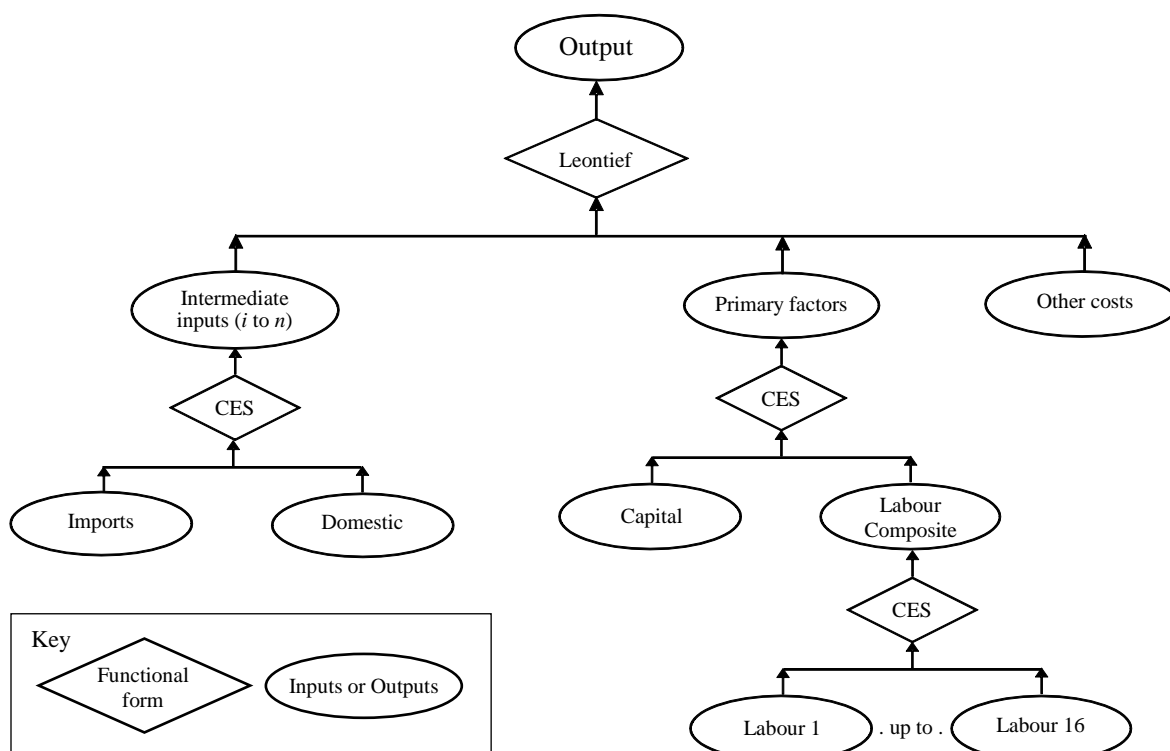 Output
Leontief
Intermediate
inputs (i to n)
Primary factors
Other costs
CES
CES
Imports
Domestic
Capital
Labour
Composite
CES
Key
Functional
form
Inputs or Outputs
Labour 1
. up to .
Labour 16